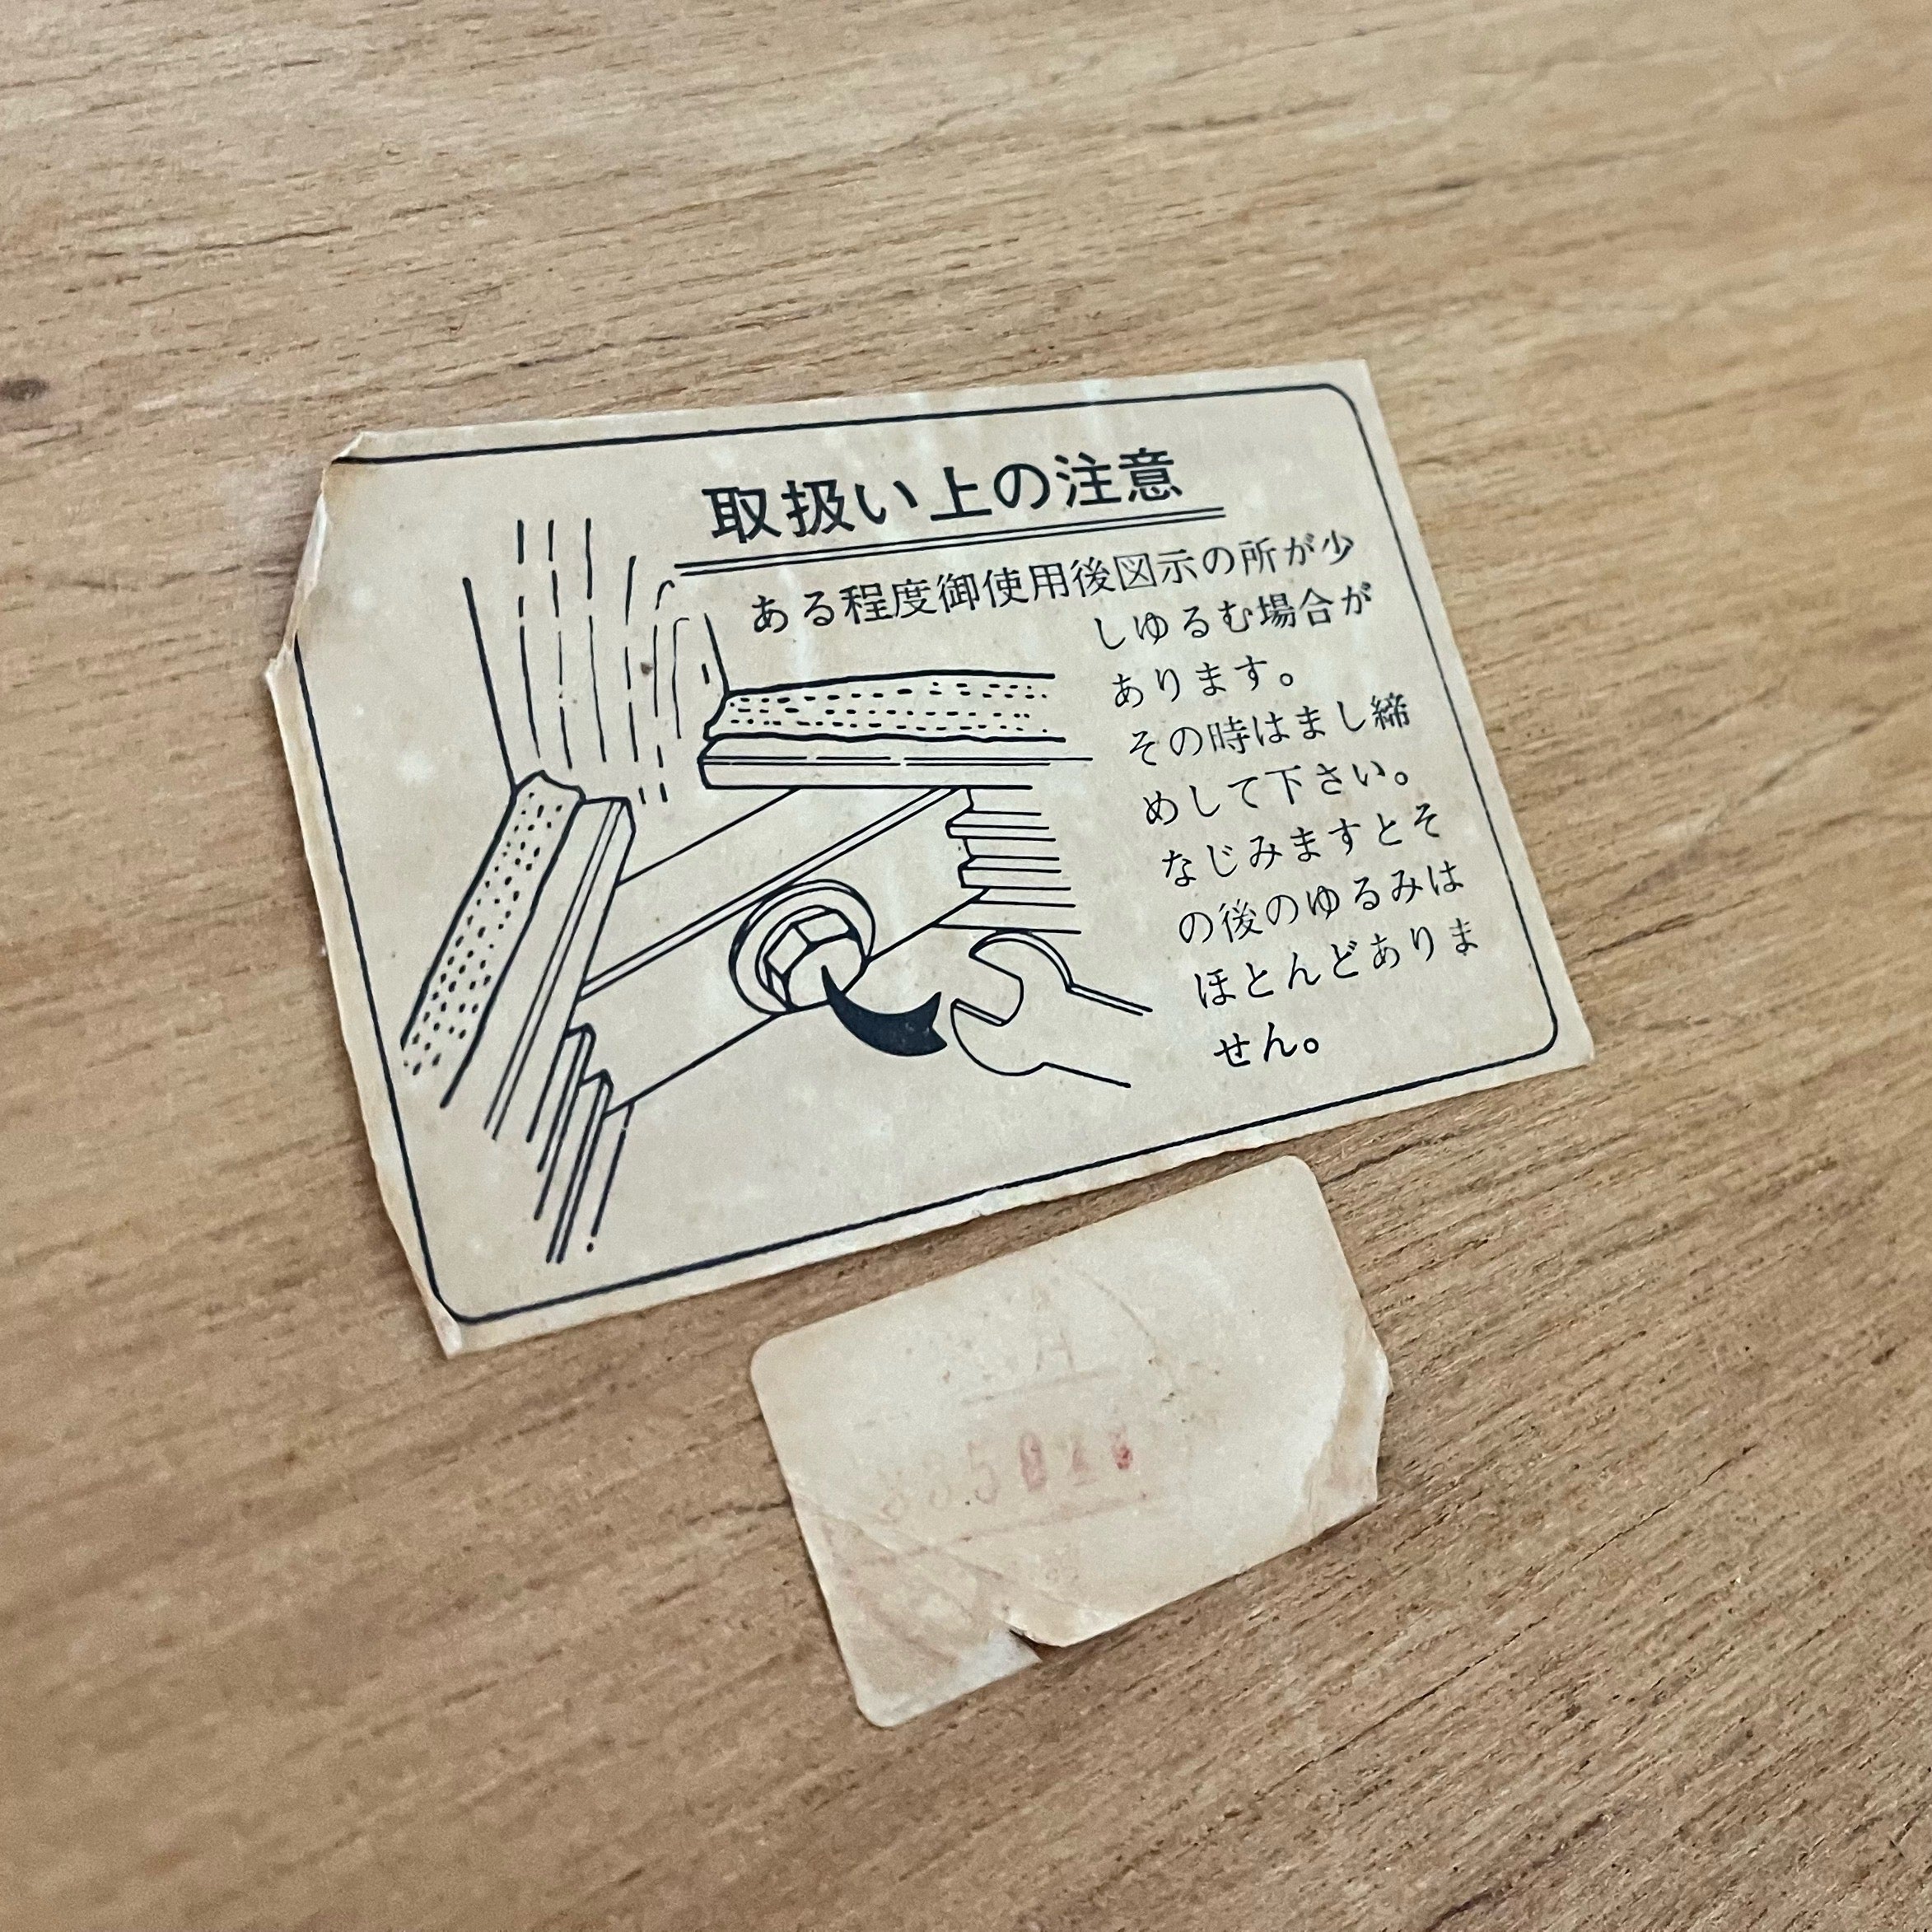 取扱い上の注意
ある程度御使用後図示の所が少
しゆるむ場合が
あります。
その時はまし締
めして下さい。
なじみますとそ
の後のゆるみは
ほとんどありま
せん。